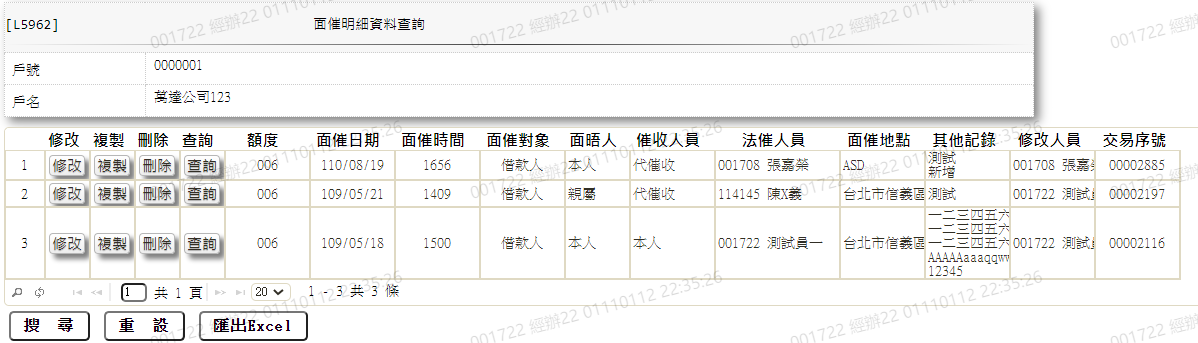 [L5962] 面催明細資料查詢
戶號 0000001
戶名 萬達公司123
修改 複製 刪除 查詢 額度 面催日期 面催時間 面催對象 面晤人 催收人員 法催人員 面催地點 其他記錄 修改人員 交易序號
1 修改 複製 刪除 查詢 006 110/08/19 1656 借款人 本人 代催收 001708 張嘉榮 ASD 測試 001708 張嘉 00002885
新增
2 修改 複製 刪除 查詢 006 109/05/21 1409 借款人 親屬 代催收 114145 陳X義 台北市信義區 測試 001722 測試 00002197
一二三四五六
一二三四五六
3 修改 複製 刪除 查詢 006 109/05/18 1500 借款人 本人 本人 001722 測試員一 台北市信義區 一二三四五六 001722 測試 00002116
AAAAAaaaqqw
12345
1 共 1 頁 20 1 - 3 共 3 條
搜 尋 重 設 匯出Excel
001722 經辦22 01110112 22:35:26